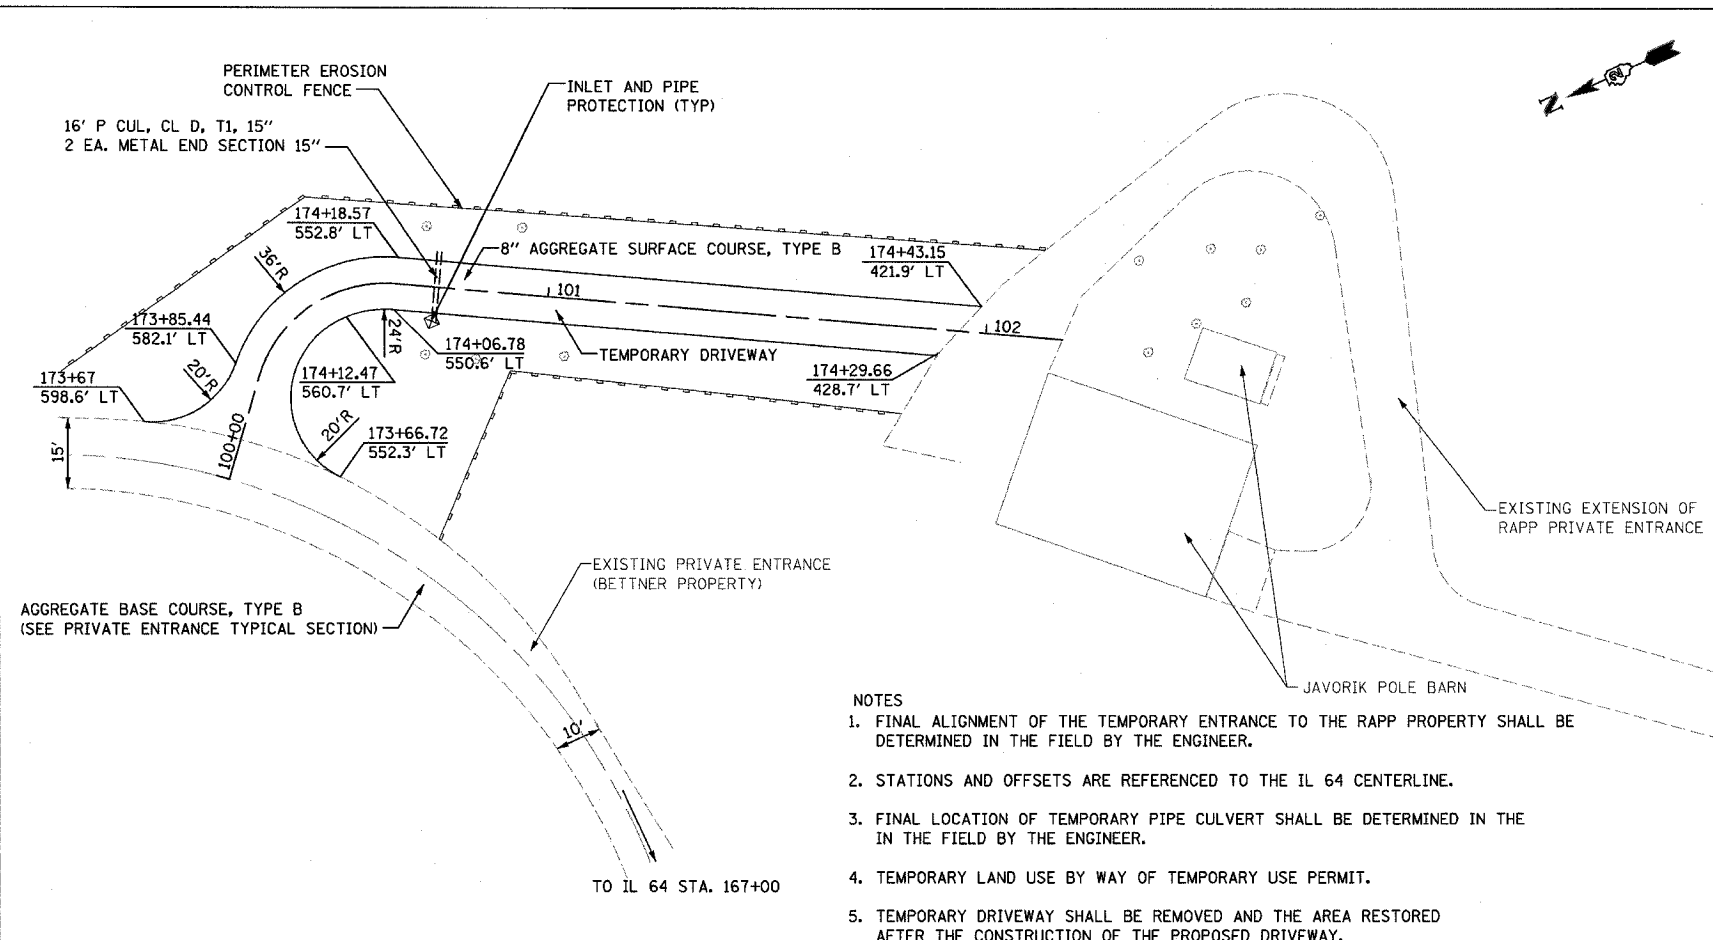 PERIMETER EROSION
CONTROL FENCE
INLET AND PIPE
PROTECTION (TYP)
16' P CUL, CL D, T1, 15"
2 EA. METAL END SECTION 15"
N
174+18.57
552.8' LT
8" AGGREGATE SURFACE COURSE, TYPE B
174+43.15
421.9' LT
36'R
101
102
173+85.44
582.1' LT
24'R
174+06.78
550.6' LT
TEMPORARY DRIVEWAY
20'R
174+12.47
560.7' LT
174+29.66
428.7' LT
173+67
598.6' LT
20'R
173+66.72
552.3' LT
100+00
15'
EXISTING EXTENSION OF
RAPP PRIVATE ENTRANCE
EXISTING PRIVATE ENTRANCE
(BETTNER PROPERTY)
AGGREGATE BASE COURSE, TYPE B
(SEE PRIVATE ENTRANCE TYPICAL SECTION)
JAVORIK POLE BARN
10'
TO IL 64 STA. 167+00
NOTES
1. FINAL ALIGNMENT OF THE TEMPORARY ENTRANCE TO THE RAPP PROPERTY SHALL BE
DETERMINED IN THE FIELD BY THE ENGINEER.
2. STATIONS AND OFFSETS ARE REFERENCED TO THE IL 64 CENTERLINE.
3. FINAL LOCATION OF TEMPORARY PIPE CULVERT SHALL BE DETERMINED IN THE
IN THE FIELD BY THE ENGINEER.
4. TEMPORARY LAND USE BY WAY OF TEMPORARY USE PERMIT.
5. TEMPORARY DRIVEWAY SHALL BE REMOVED AND THE AREA RESTORED
AFTER THE CONSTRUCTION OF THE PROPOSED DRIVEWAY.